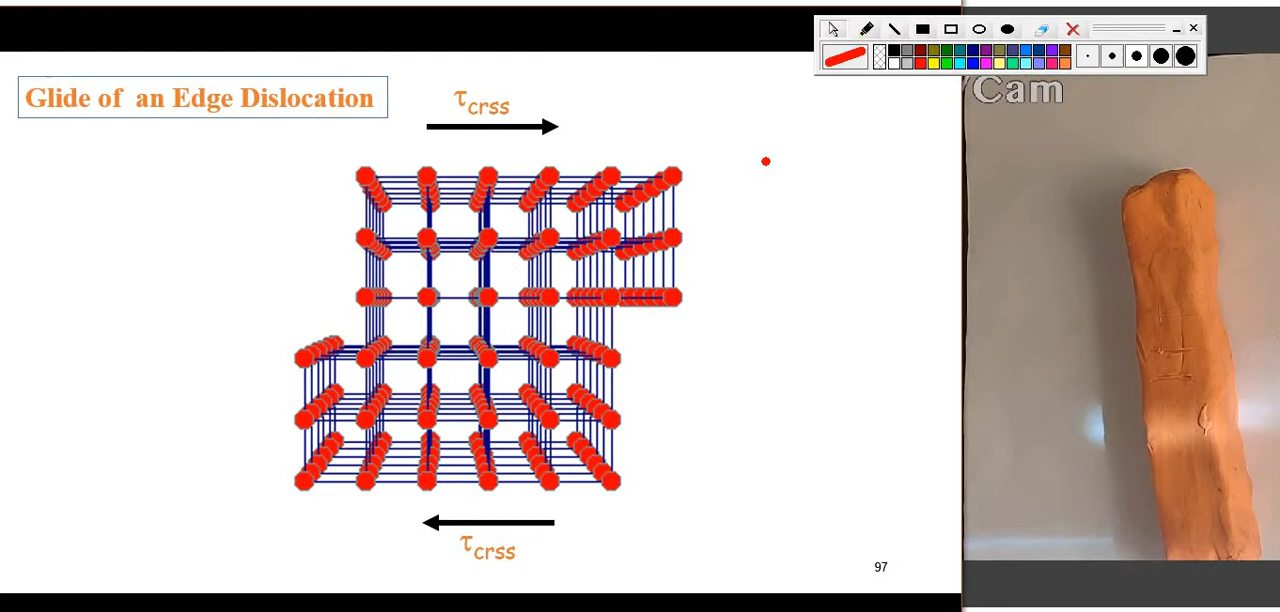 Glide of an Edge Dislocation
τcrss
τcrss
97
/Cam